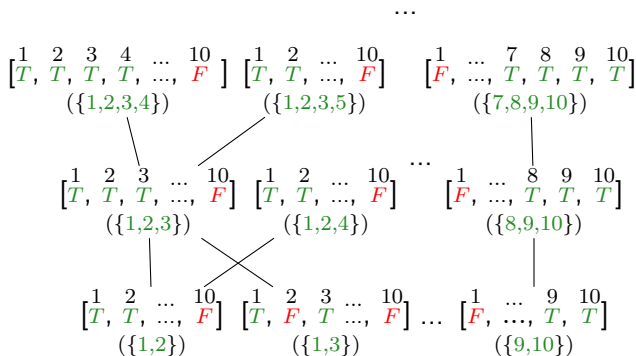 ...
1 2 3 4 ... 10 1 2 ... 10 1 ... 7 8 9 10
[T, T, T, T, ..., F ] [T, T, ..., F] [F, ..., T, T, T, T]
({1,2,3,4}) ({1,2,3,5}) ({7,8,9,10})
...
1 2 3 ... 10 1 2 ... 10 1 ... 8 9 10
[T, T, T, ..., F] [T, T, ..., F] [F, ..., T, T, T]
({1,2,3}) ({1,2,4}) ({8,9,10})
1 2 ... 10 1 2 3 ... 10 1 ... 9 10
[T, T, ..., F] [T, F, T ..., F] ... [F, ..., T, T]
({1,2}) ({1,3}) ({9,10})